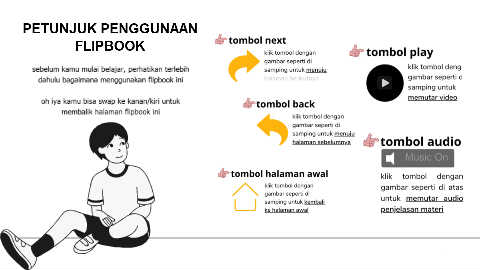 PETUNJUK PENGGUNAAN
FLIPBOOK
sebelum kamu mulai belajar, perhatikan terlebih
dahulu bagaimana menggunakan flipbook ini
oh iya kamu bisa swap ke kanan/kiri untuk
membalik halaman flipbook ini
tombol next
klik tombol dengan
gambar seperti di
samping untuk menuju
halaman berikutnya
tombol back
klik tombol dengan
gambar seperti di
samping untuk menuju
halaman sebelumnya
tombol halaman awal
klik tombol dengan
gambar seperti di
samping untuk kembali
ke halaman awal
tombol play
klik tombol deng
gambar seperti d
samping untuk
memutar video
tombol audio
Music On
klik tombol dengan
gambar seperti di atas
untuk memutar audio
penjelasan materi